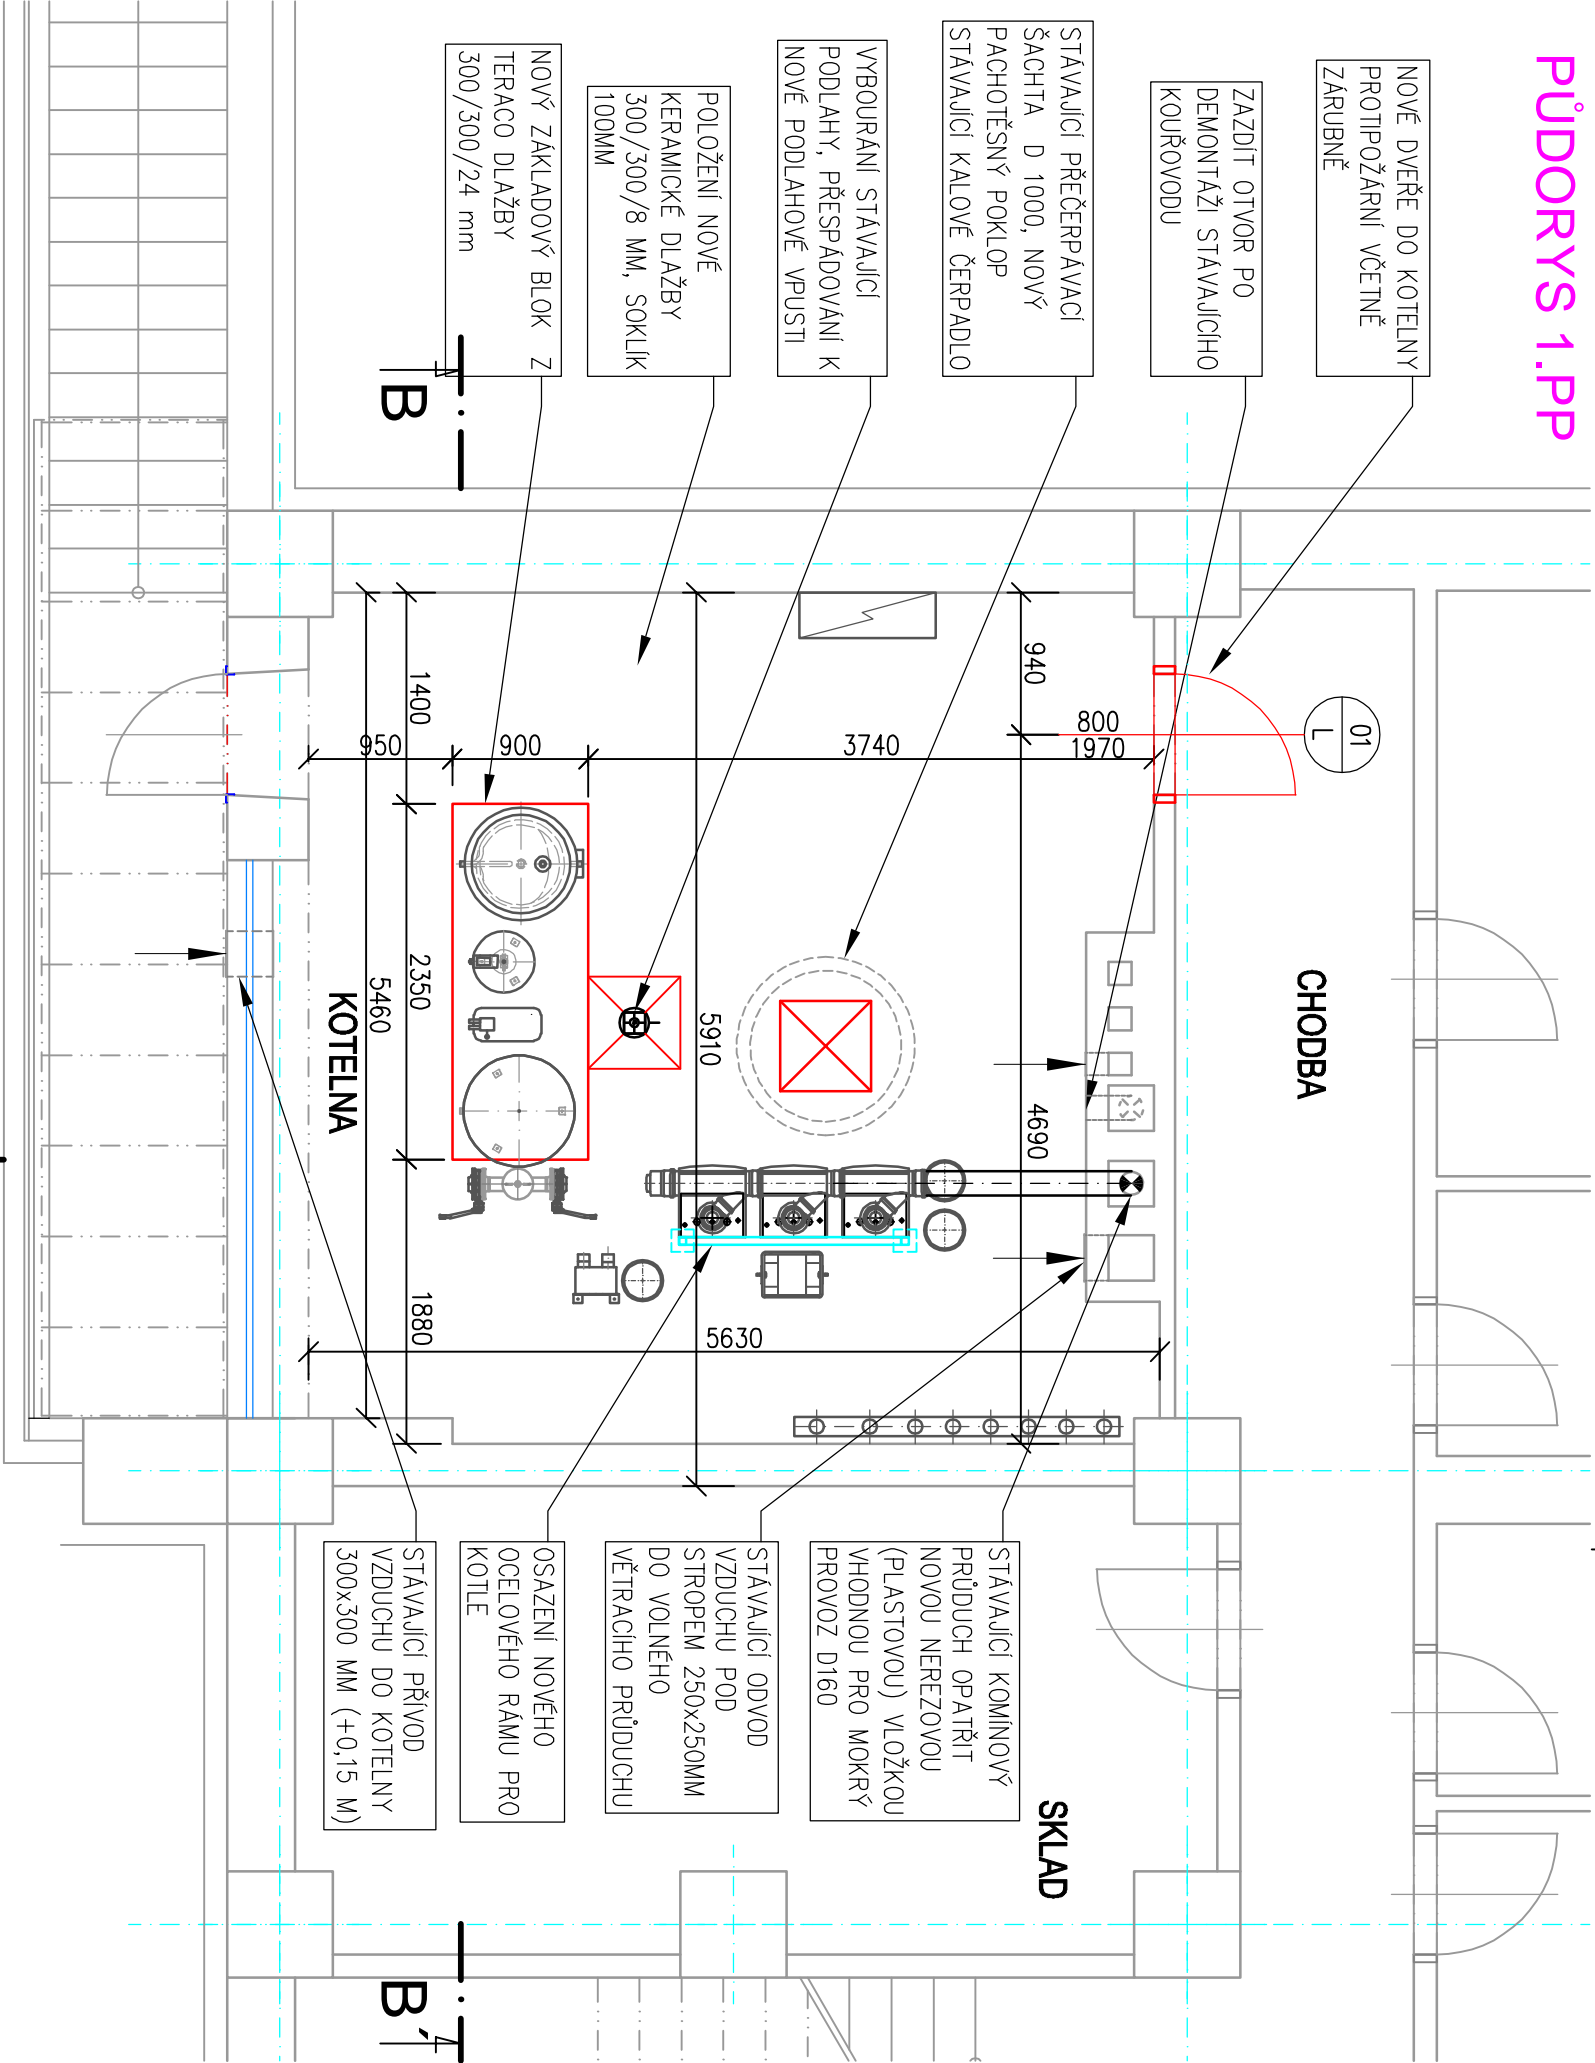 PŮDORYS 1.PP
NOVÉ DVEŘE DO KOTELNY
PROTIPOŽÁRNÍ VČETNĚ
ZÁRUBNĚ
ZAZDÍT OTVOR PO
DEMONTÁŽI STÁVAJÍCÍHO
KOUŘOVODU
STÁVAJÍCÍ PŘEČERPÁVACÍ
ŠACHTA D 1000, NOVÝ
PACHOTĚSNÝ POKLOP
STÁVAJÍCÍ KALOVÉ ČERPADLO
VYBOURÁNÍ STÁVAJÍCÍ
PODLAHY, PŘESPÁDOVÁNÍ K
NOVÉ PODLAHOVÉ VPUSTI
POLOŽENÍ NOVÉ
KERAMICKÉ DLAŽBY
300/300/8 MM, SOKLÍK
100MM
NOVÝ ZÁKLADOVÝ BLOK Z
TERACO DLAŽBY
300/300/24 mm
B
01
L
800
1970
940
3740
900
950
1400
CHODBA
4690
5910
2350
5460
KOTELNA
5630
1880
STÁVAJÍCÍ KOMÍNOVÝ
PRŮDUCH OPATŘIT
NOVOU NEREZOVOU
(PLASTOVOU) VLOŽKOU
VHODNOU PRO MOKRÝ
PROVOZ D160
STÁVAJÍCÍ ODVOD
VZDUCHU POD
STROPEM 250x250MM
DO VOLNÉHO
VĚTRACÍHO PRŮDUCHU
OSAZENÍ NOVÉHO
OCELOVÉHO RÁMU PRO
KOTLE
STÁVAJÍCÍ PŘÍVOD
VZDUCHU DO KOTELNY
300x300 MM (+0,15 M)
SKLAD
B´